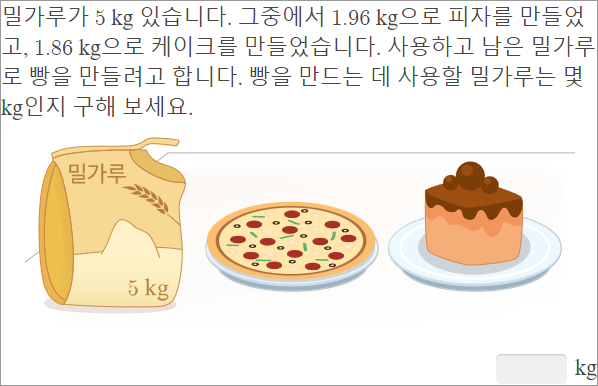 밀가루가 5 kg 있습니다. 그중에서 1.96 kg으로 피자를 만들었
고, 1.86 kg으로 케이크를 만들었습니다. 사용하고 남은 밀가루
로 빵을 만들려고 합니다. 빵을 만드는 데 사용할 밀가루는 몇
kg인지 구해 보세요.
밀가루
5 kg
kg